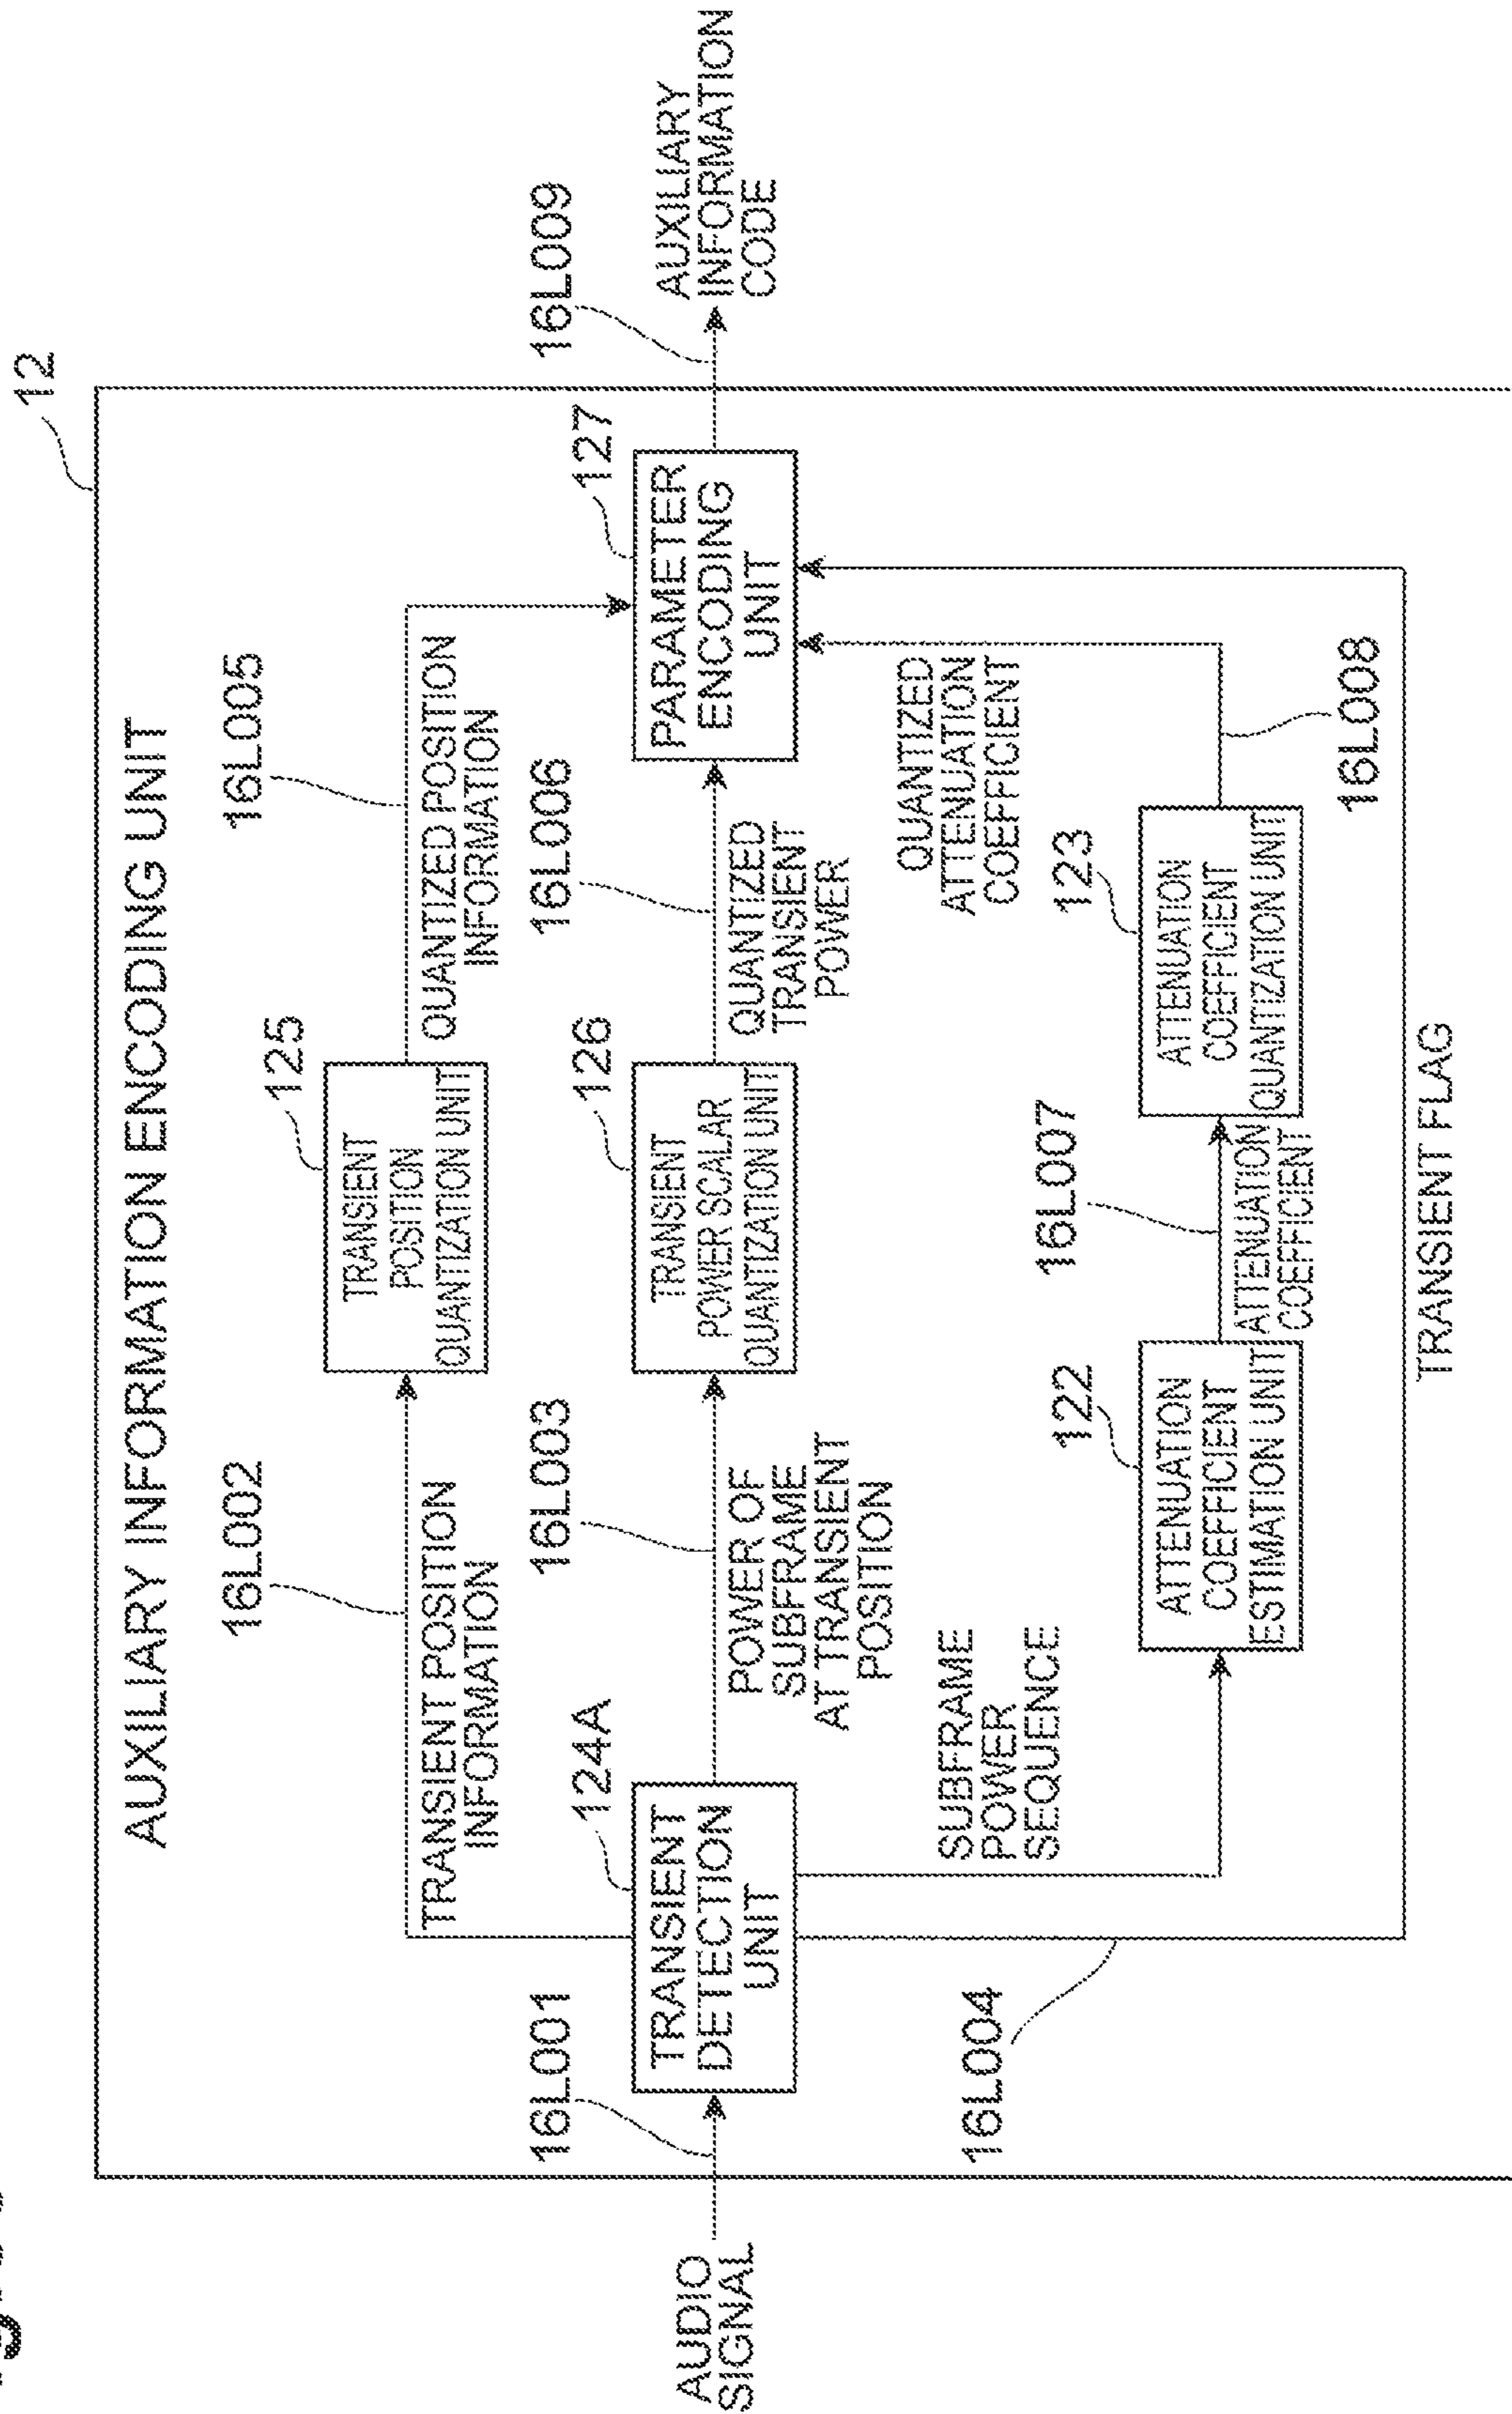 12
AUXILIARY INFORMATION ENCODING UNIT
16L002
TRANSIENT POSITION
INFORMATION
125
TRANSIENT
POSITION
QUANTIZATION UNIT
16L005
QUANTIZED POSITION
INFORMATION
AUDIO
SIGNAL
16L001
124A
TRANSIENT
DETECTION
UNIT
16L003
POWER OF
SUBFRAME
AT TRANSIENT
POSITION
126
TRANSIENT
POWER SCALAR
QUANTIZATION UNIT
16L006
QUANTIZED
TRANSIENT
POWER
127
PARAMETER
ENCODING
UNIT
16L009
AUXILIARY
INFORMATION
CODE
16L004
SUBFRAME
POWER
SEQUENCE
122
ATTENUATION
COEFFICIENT
ESTIMATION UNIT
16L007
ATTENUATION
COEFFICIENT
123
ATTENUATION
COEFFICIENT
QUANTIZATION UNIT
QUANTIZED
ATTENUATION
COEFFICIENT
16L008
TRANSIENT FLAG